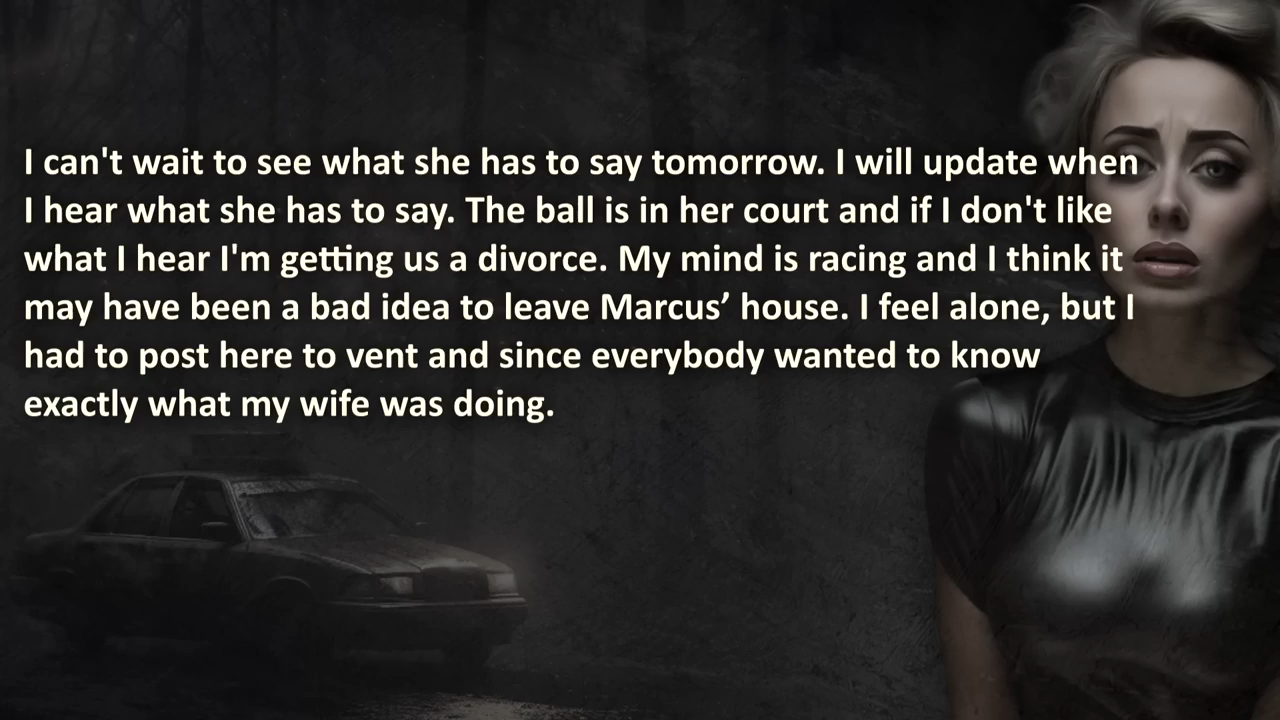 I can't wait to see what she has to say tomorrow. I will update when
I hear what she has to say. The ball is in her court and if I don't like
what I hear I'm getting us a divorce. My mind is racing and I think it
may have been a bad idea to leave Marcus’ house. I feel alone, but I
had to post here to vent and since everybody wanted to know
exactly what my wife was doing.